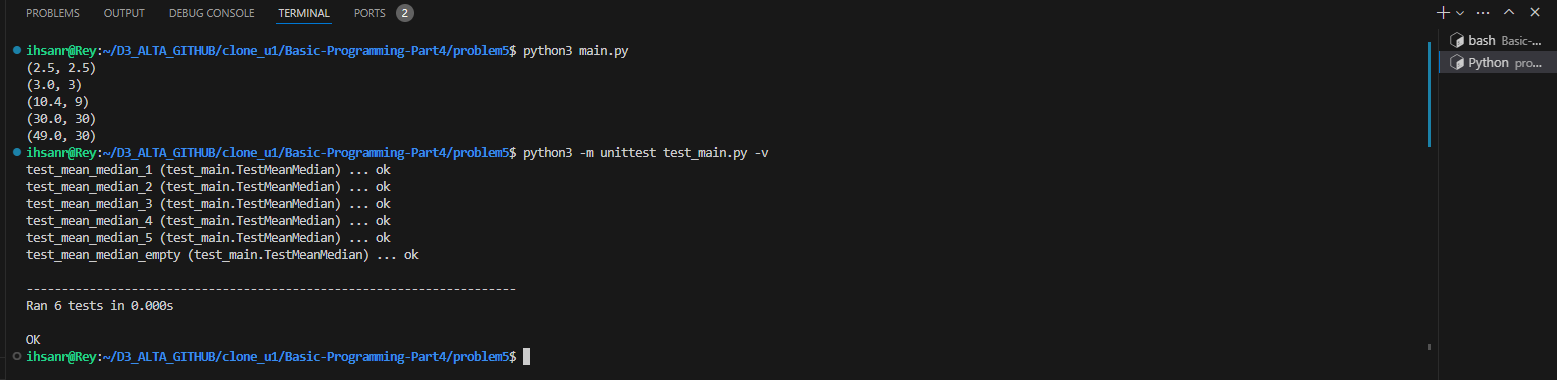 PROBLEMS OUTPUT DEBUG CONSOLE TERMINAL PORTS 2
bash Basic-...
Python pro...
ihsanr@Rey:~/D3_ALTA_GITHUB/clone_u1/Basic-Programming-Part4/problem5$ python3 main.py
(2.5, 2.5)
(3.0, 3)
(10.4, 9)
(30.0, 30)
(49.0, 30)
ihsanr@Rey:~/D3_ALTA_GITHUB/clone_u1/Basic-Programming-Part4/problem5$ python3 -m unittest test_main.py -v
test_mean_median_1 (test_main.TestMeanMedian) ... ok
test_mean_median_2 (test_main.TestMeanMedian) ... ok
test_mean_median_3 (test_main.TestMeanMedian) ... ok
test_mean_median_4 (test_main.TestMeanMedian) ... ok
test_mean_median_5 (test_main.TestMeanMedian) ... ok
test_mean_median_empty (test_main.TestMeanMedian) ... ok
----------------------------------------------------------------------
Ran 6 tests in 0.000s
OK
ihsanr@Rey:~/D3_ALTA_GITHUB/clone_u1/Basic-Programming-Part4/problem5$